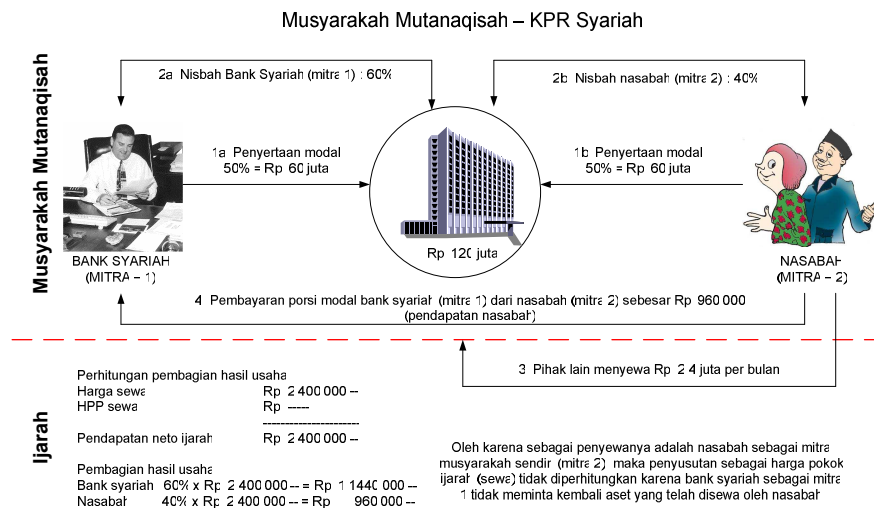 Musyarakah Mutanaqisah – KPR Syariah
Musyarakah Mutanaqisah
2a Nisbah Bank Syariah (mitra 1) : 60%
2b Nisbah nasabah (mitra 2) : 40%
1a Penyertaan modal
50% = Rp 60 juta
1b Penyertaan modal
50% = Rp 60 juta
Rp 120 juta
BANK SYARIAH
(MITRA – 1)
NASABAH
(MITRA – 2)
4 Pembayaran porsi modal bank syariah (mitra 1) dari nasabah (mitra 2) sebesar Rp 960 000
(pendapatan nasabah)
3 Pihak lain menyewa Rp 2 4 juta per bulan
Ijarah
Perhitungan pembagian hasil usaha
Harga sewa Rp 2 400 000 --
HPP sewa Rp -----
----------------------
Pendapatan neto ijarah Rp 2 400 000 --
Pembagian hasil usaha
Bank syariah 60% x Rp 2 400 000 -- = Rp 1 1440 000 --
Nasabah 40% x Rp 2 400 000 -- = Rp 960 000 --
Oleh karena sebagai penyewanya adalah nasabah sebagai mitra
musyarakah sendiri (mitra 2) maka penyusutan sebagai harga pokok
ijarah (sewa) tidak diperhitungkan karena bank syariah sebagai mitra
1 tidak meminta kembali aset yang telah disewa oleh nasabah